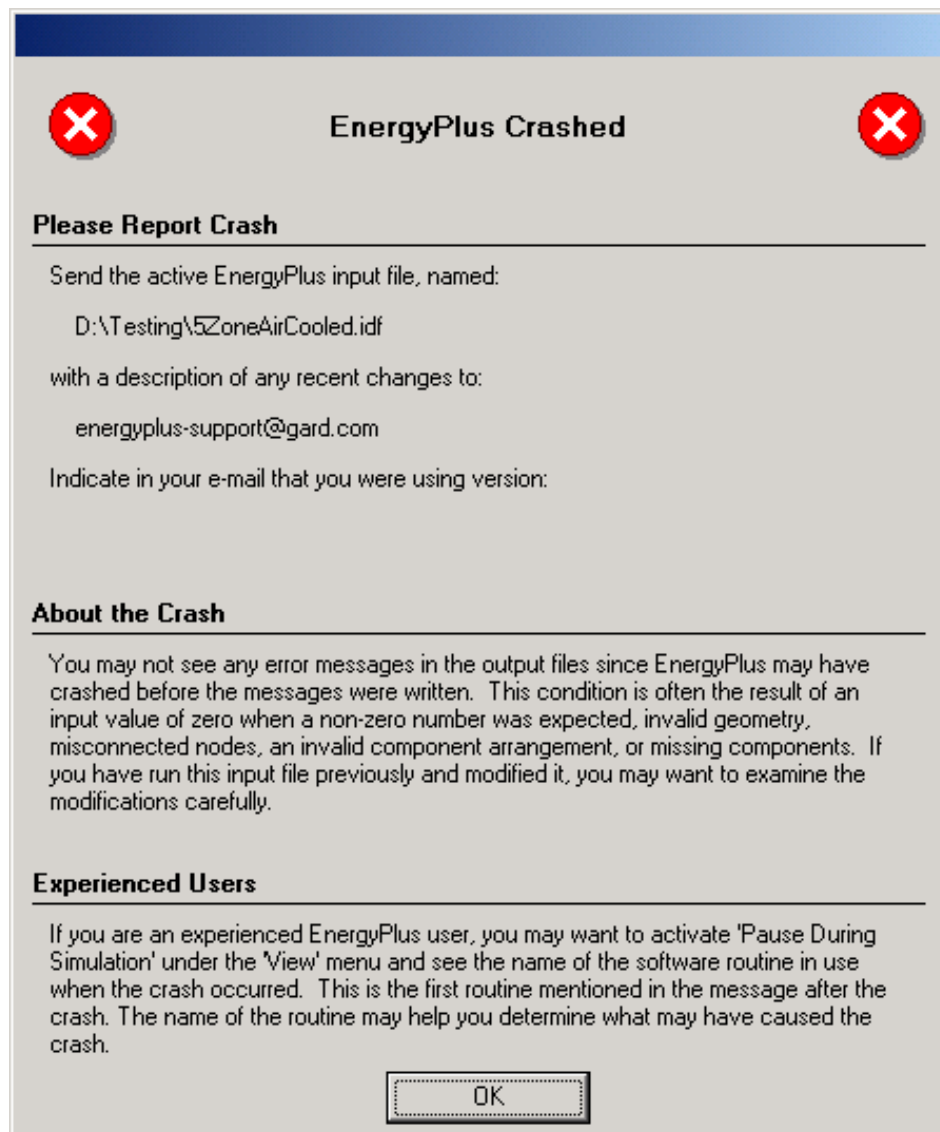 EnergyPlus Crashed
Please Report Crash
Send the active EnergyPlus input file, named:
D:\Testing\5ZoneAirCooled.idf
with a description of any recent changes to:
energyplus-support@gard.com
Indicate in your e-mail that you were using version:
About the Crash
You may not see any error messages in the output files since EnergyPlus may have
crashed before the messages were written.  This condition is often the result of an
input value of zero when a non-zero number was expected, invalid geometry,
misconnected nodes, an invalid component arrangement, or missing components.  If
you have run this input file previously and modified it, you may want to examine the
modifications carefully.
Experienced Users
If you are an experienced EnergyPlus user, you may want to activate 'Pause During
Simulation' under the 'View' menu and see the name of the software routine in use
when the crash occurred.  This is the first routine mentioned in the message after the
crash. The name of the routine may help you determine what may have caused the
crash.
OK